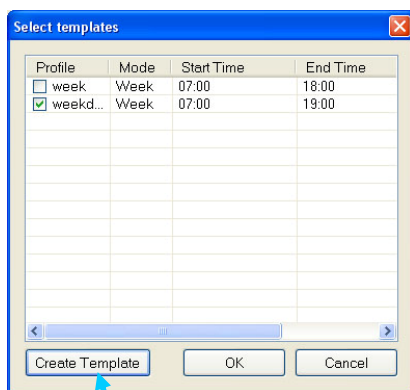 Select templates
Profile Mode Start Time End Time
week Week 07:00 18:00
weekd... Week 07:00 19:00
Create Template OK Cancel